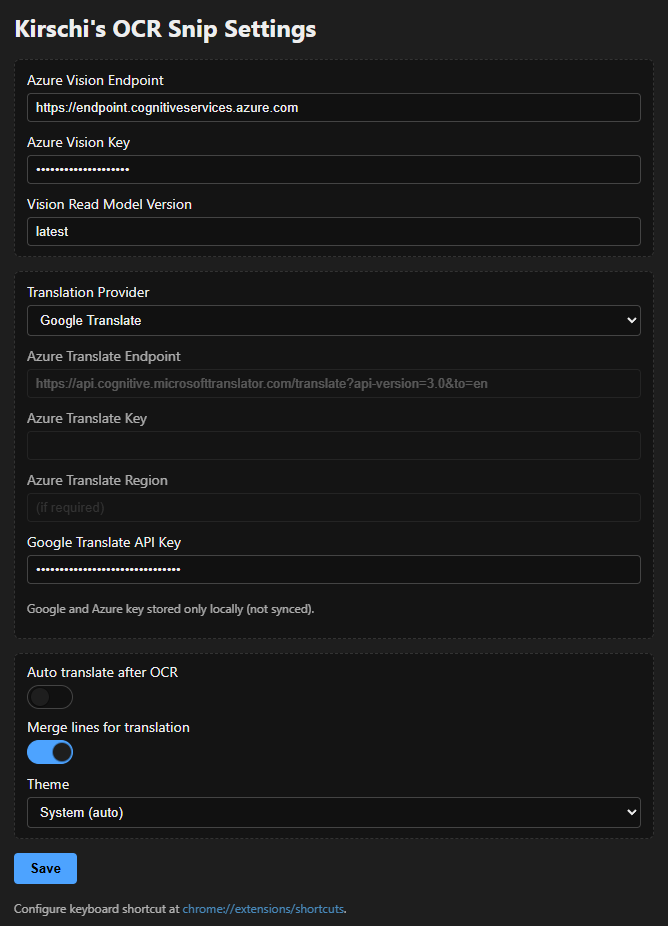 Kirschi's OCR Snip Settings
Azure Vision Endpoint
https://endpoint.cognitiveservices.azure.com
Azure Vision Key
••••••••••••••••••••
Vision Read Model Version
latest
Translation Provider
Google Translate
Azure Translate Endpoint
https://api.cognitive.microsofttranslator.com/translate?api-version=3.0&to=en
Azure Translate Key
Azure Translate Region
(if required)
Google Translate API Key
•••••••••••••••••••••••••••••••
Google and Azure key stored only locally (not synced).
Auto translate after OCR
Merge lines for translation
Theme
System (auto)
Save
Configure keyboard shortcut at chrome://extensions/shortcuts.